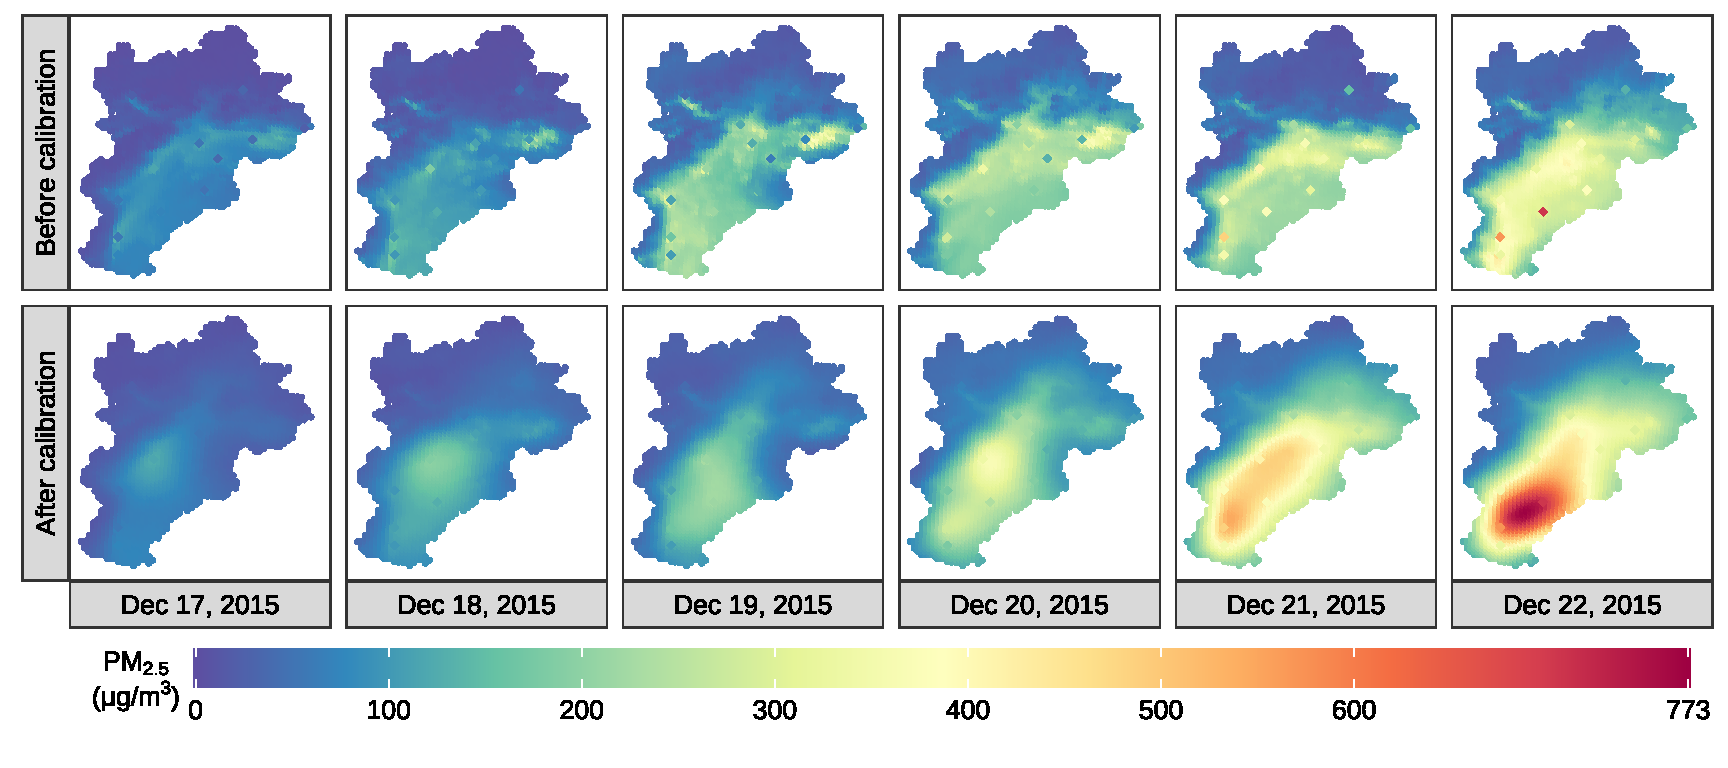 Before calibration
After calibration
Dec 17, 2015
Dec 18, 2015
Dec 19, 2015
Dec 20, 2015
Dec 21, 2015
Dec 22, 2015
PM2.5
(μg/m³)
0
100
200
300
400
500
600
773